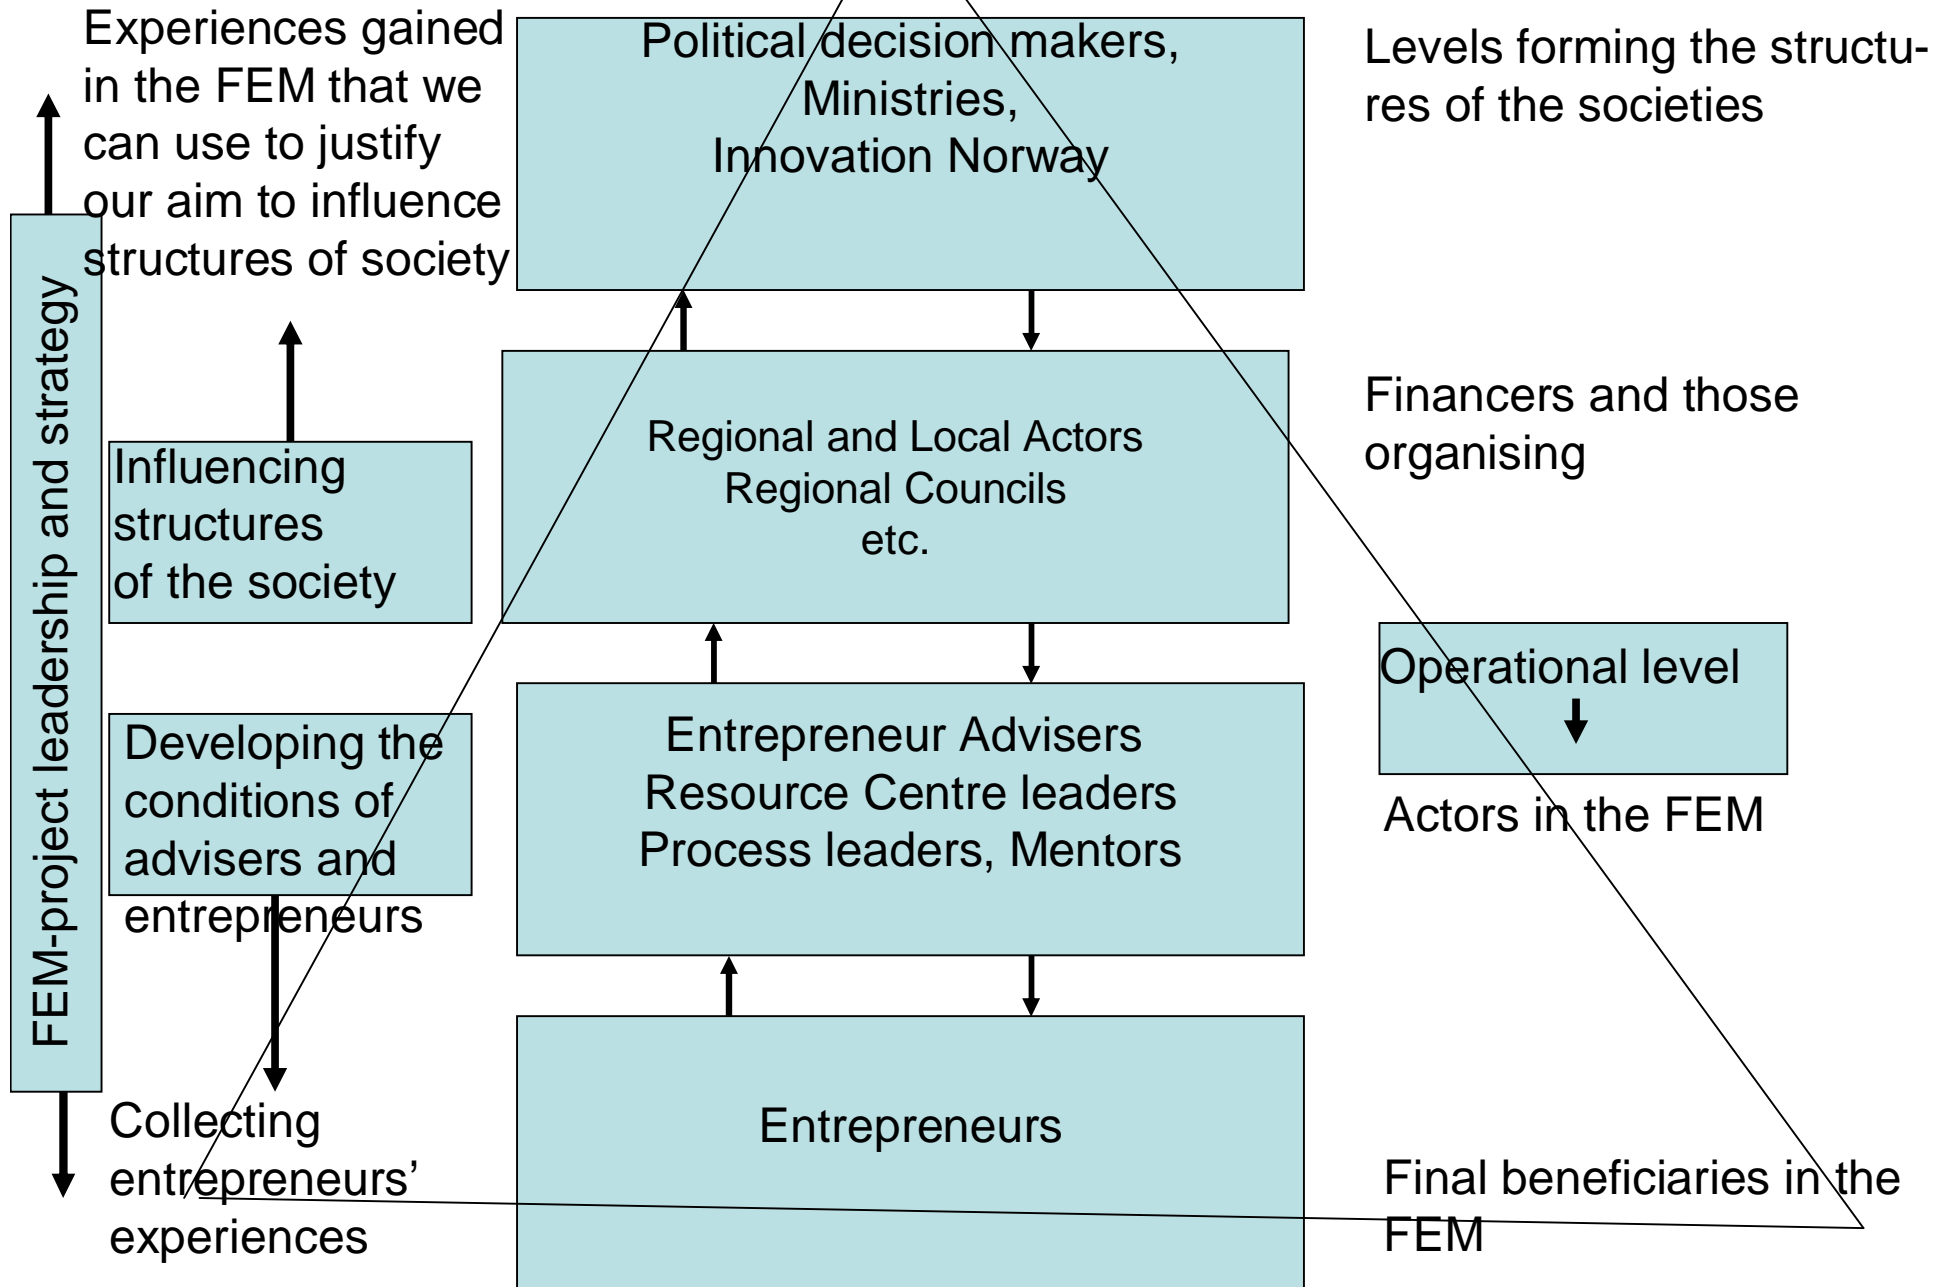 Experiences gained
in the FEM that we
can use to justify
our aim to influence
structures of society
Political decision makers,
Ministries,
Innovation Norway
Levels forming the structu-
res of the societies
FEM-project leadership and strategy
Influencing
structures
of the society
Regional and Local Actors
Regional Councils
etc.
Financers and those
organising
Developing the
conditions of
advisers and
entrepreneurs
Entrepreneur Advisers
Resource Centre leaders
Process leaders, Mentors
Operational level
Actors in the FEM
Collecting
entrepreneurs’
experiences
Entrepreneurs
Final beneficiaries in the
FEM